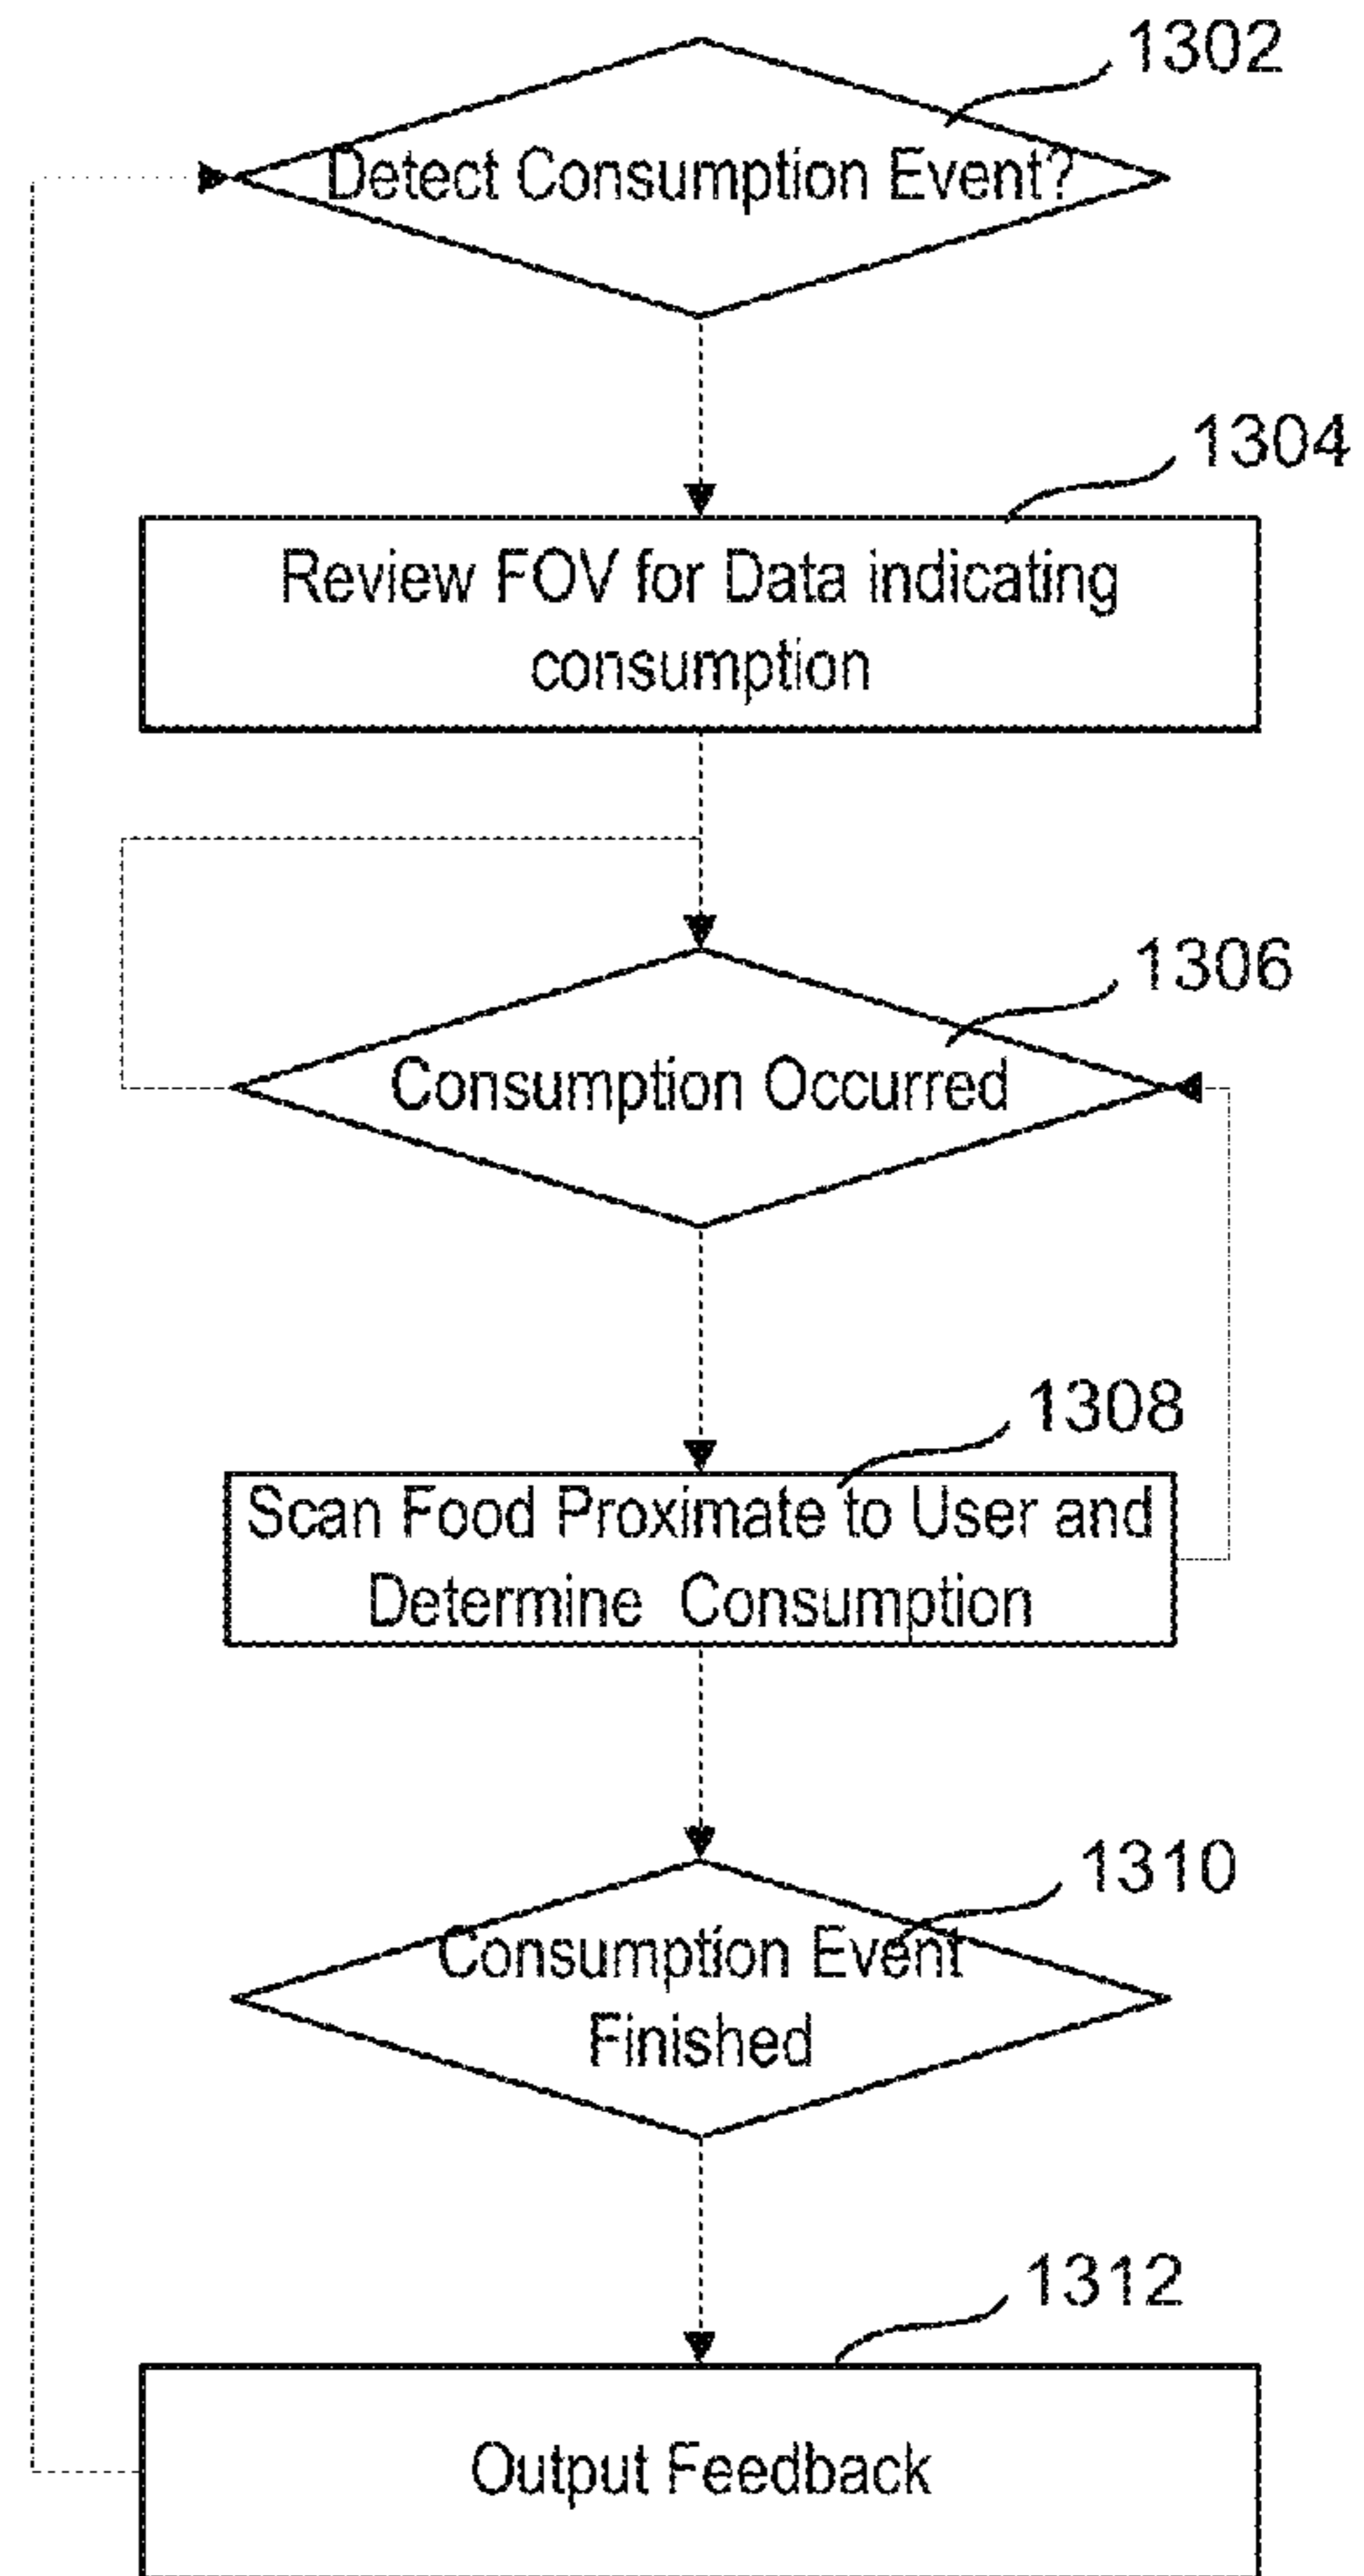 1302
Detect Consumption Event?
1304
Review FOV for Data indicating
consumption
1306
Consumption Occurred
1308
Scan Food Proximate to User and
Determine Consumption
1310
Consumption Event
Finished
1312
Output Feedback